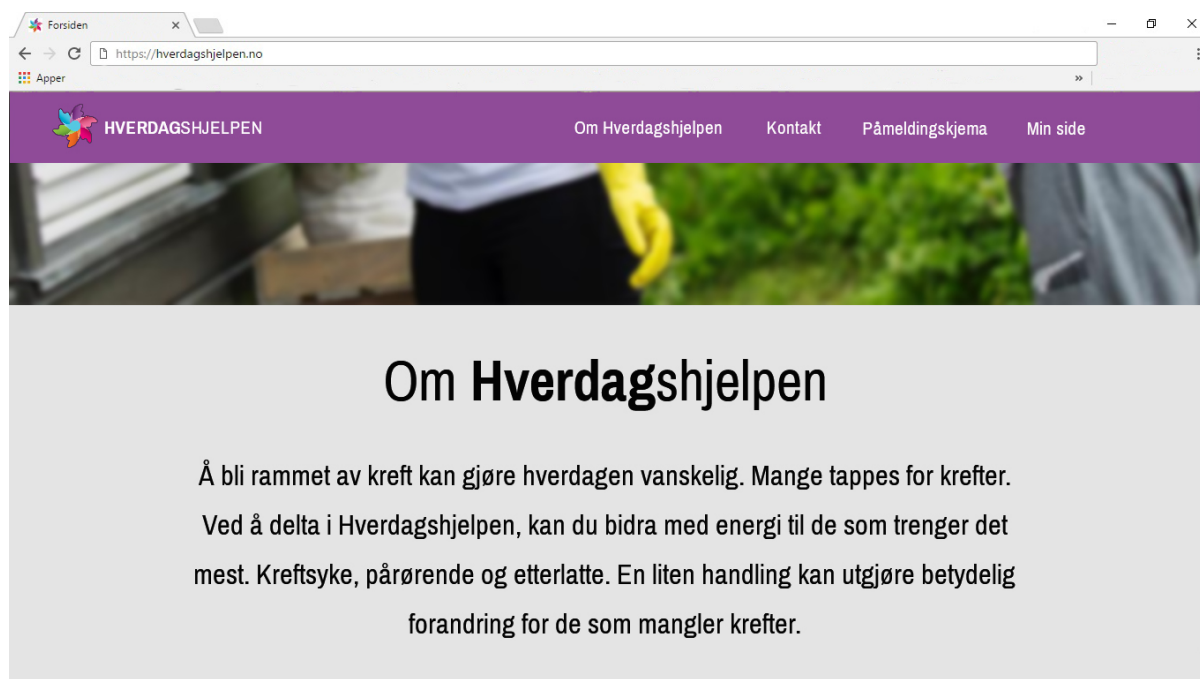 Forsiden
https://hverdagshjelpen.no
Apper
HVERDAGSHJELPEN
Om Hverdagshjelpen Kontakt Påmeldingskjema Min side
Om Hverdagshjelpen
Å bli rammet av kreft kan gjøre hverdagen vanskelig. Mange tappes for krefter.
Ved å delta i Hverdagshjelpen, kan du bidra med energi til de som trenger det
mest. Kreftsyke, pårørende og etterlatte. En liten handling kan utgjøre betydelig
forandring for de som mangler krefter.